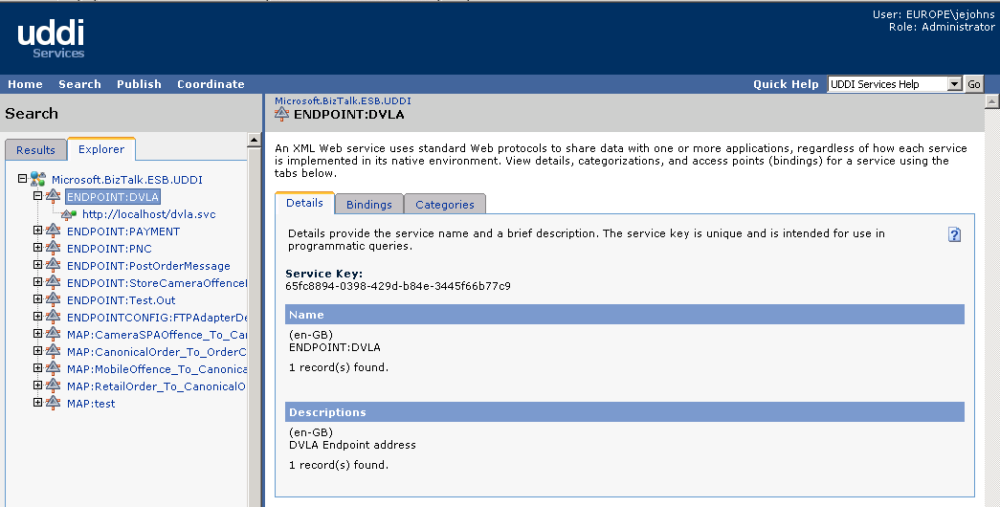 uddi
Services
User: EUROPE\jejohns
Role: Administrator
Home Search Publish Coordinate
Quick Help UDDI Services Help Go
Search
Results Explorer
Microsoft.BizTalk.ESB.UDDI
ENDPOINT:DVLA
http://localhost/dvla.svc
ENDPOINT:PAYMENT
ENDPOINT:PNC
ENDPOINT:PostOrderMessage
ENDPOINT:StoreCameraOffence
ENDPOINT:Test.Out
ENDPOINTCONFIG:FTPAdapterDe
MAP:CameraSPAOffence_To_Ca
MAP:CanonicalOrder_To_OrderC
MAP:MobileOffence_To_Canonica
MAP:RetailOrder_To_CanonicalO
MAP:test
Microsoft.BizTalk.ESB.UDDI
ENDPOINT:DVLA
An XML Web service uses standard Web protocols to share data with one or more applications, regardless of how each service
is implemented in its native environment. View details, categorizations, and access points (bindings) for a service using the
tabs below.
Details Bindings Categories
Details provide the service name and a brief description. The service key is unique and is intended for use in
programmatic queries.
?
Service Key:
65fc8894-0398-429d-b84e-3445f66b77c9
Name
(en-GB)
ENDPOINT:DVLA
1 record(s) found.
Descriptions
(en-GB)
DVLA Endpoint address
1 record(s) found.